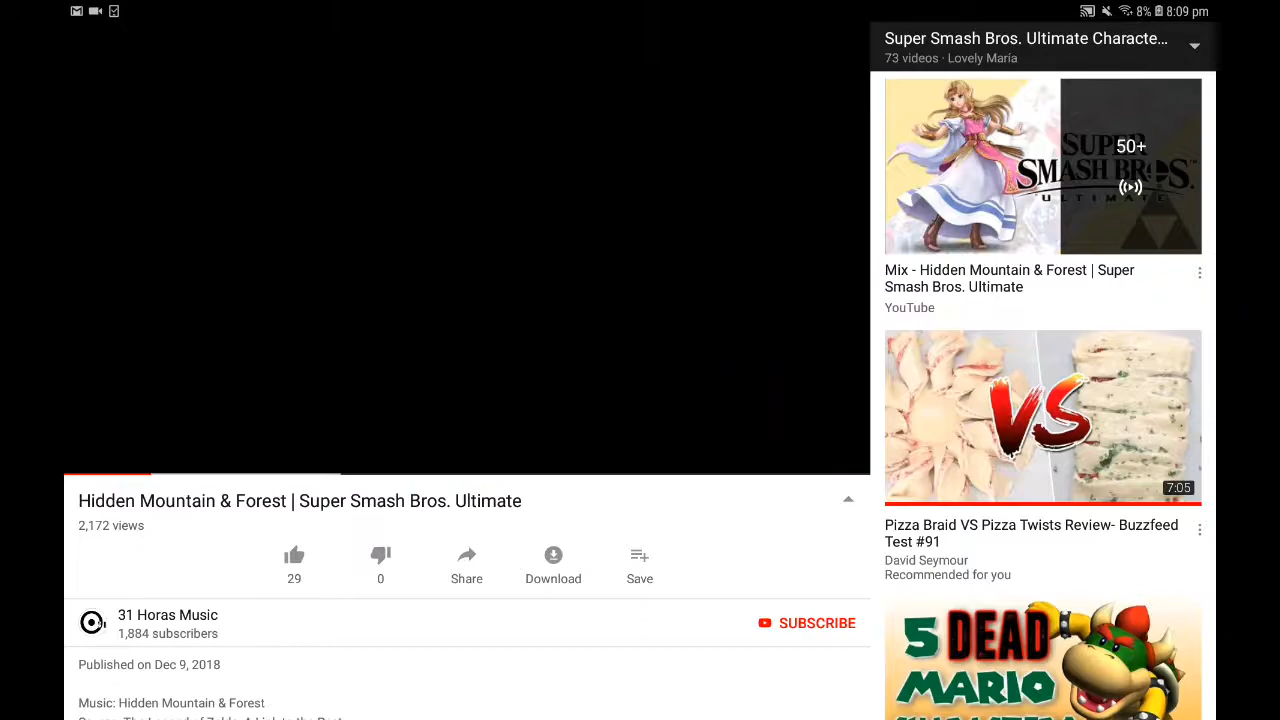 8% 8:09 pm
Super Smash Bros. Ultimate Characte...
73 videos · Lovely María
SUPER
SMASH BROS.™
ULTIMATE
50+
Mix - Hidden Mountain & Forest | Super
Smash Bros. Ultimate
YouTube
VS
7:05
Pizza Braid VS Pizza Twists Review- Buzzfeed
Test #91
David Seymour
Recommended for you
5 DEAD
MARIO
Hidden Mountain & Forest | Super Smash Bros. Ultimate
2,172 views
29
0
Share
Download
Save
31 Horas Music
1,884 subscribers
SUBSCRIBE
Published on Dec 9, 2018
Music: Hidden Mountain & Forest